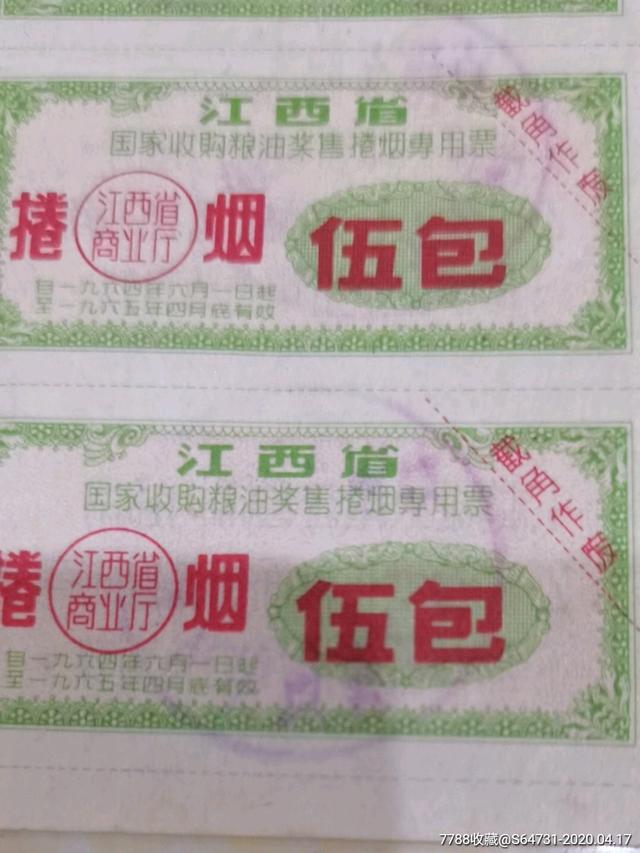 江西省
国家收购粮油奖售捲烟専用票
捲
江西省
商业厅
烟
伍包
截角作废
自一九六四年六月一日起
至一九六五年四月底有效
江西省
国家收购粮油奖售捲烟専用票
捲
江西省
商业厅
烟
伍包
截角作废
自一九六四年六月一日起
至一九六五年四月底有效
7788收藏@S64731-2020.04.17